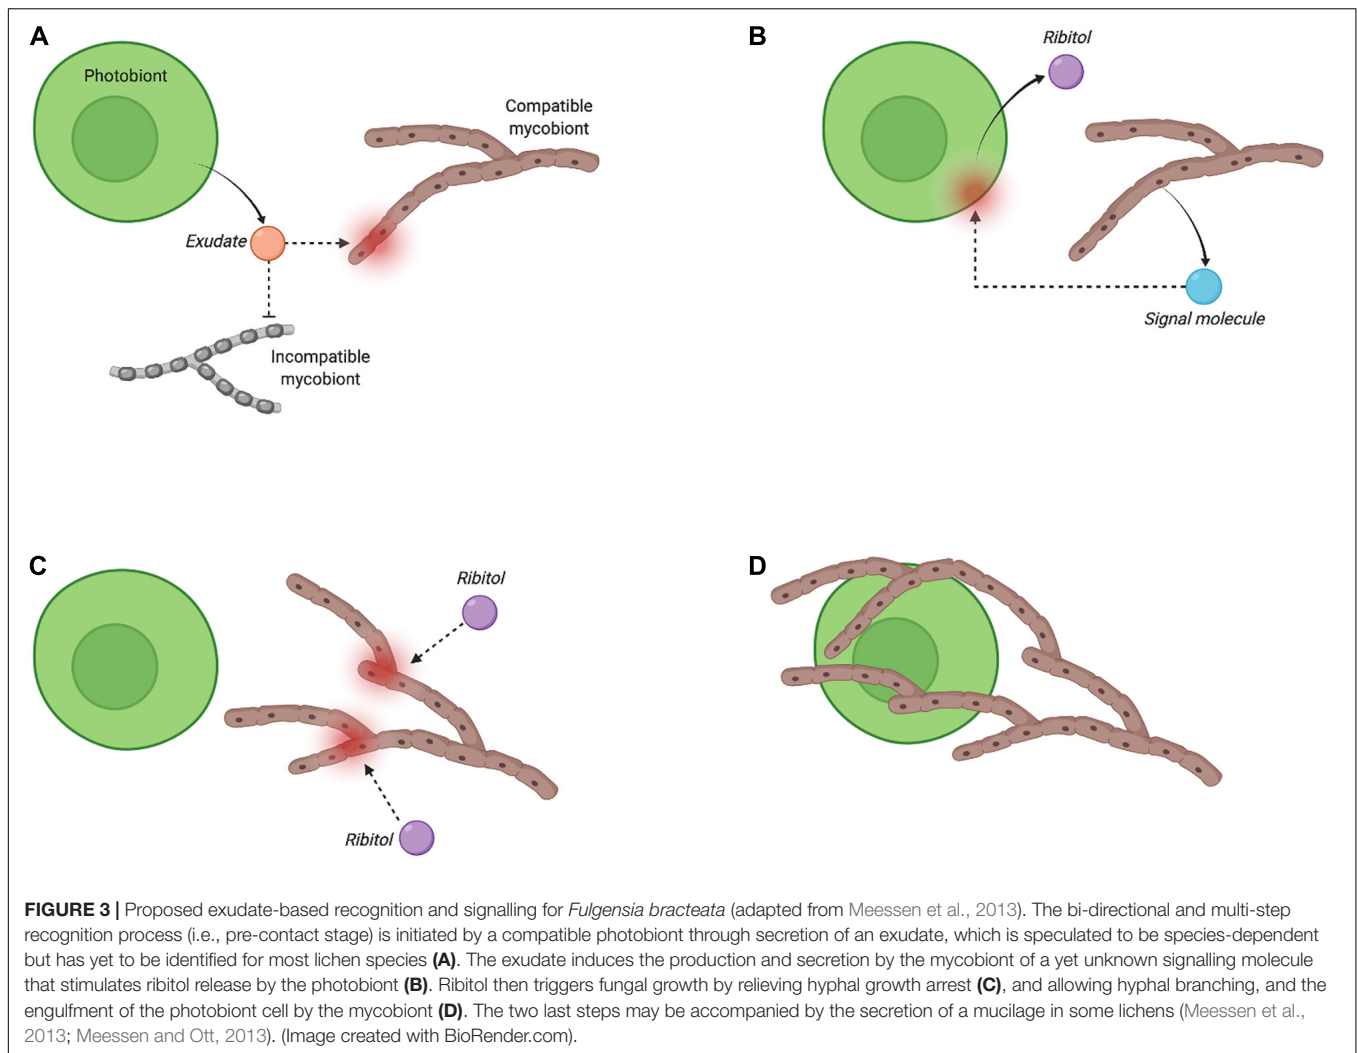 A
Photobiont
Compatible
mycobiont
Exudate
Incompatible
mycobiont
B
Ribitol
Signal molecule
C
Ribitol
Ribitol
D
FIGURE 3 | Proposed exudate-based recognition and signalling for Fulgensia bracteata (adapted from Meessen et al., 2013). The bi-directional and multi-step
recognition process (i.e., pre-contact stage) is initiated by a compatible photobiont through secretion of an exudate, which is speculated to be species-dependent
but has yet to be identified for most lichen species (A). The exudate induces the production and secretion by the mycobiont of a yet unknown signalling molecule
that stimulates ribitol release by the photobiont (B). Ribitol then triggers fungal growth by relieving hyphal growth arrest (C), and allowing hyphal branching, and the
engulfment of the photobiont cell by the mycobiont (D). The two last steps may be accompanied by the secretion of a mucilage in some lichens (Meessen et al.,
2013; Meessen and Ott, 2013). (Image created with BioRender.com).